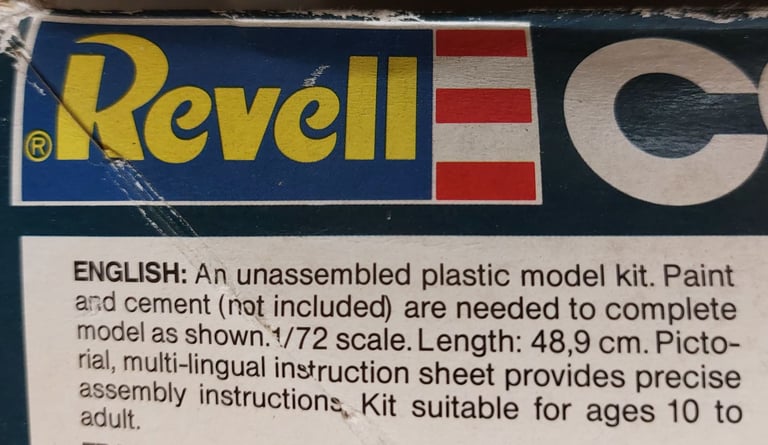 ® Revell C
ENGLISH: An unassembled plastic model kit. Paint
and cement (not included) are needed to complete
model as shown. 1/72 scale. Length: 48,9 cm. Picto-
rial, multi-lingual instruction sheet provides precise
assembly instructions. Kit suitable for ages 10 to
adult.